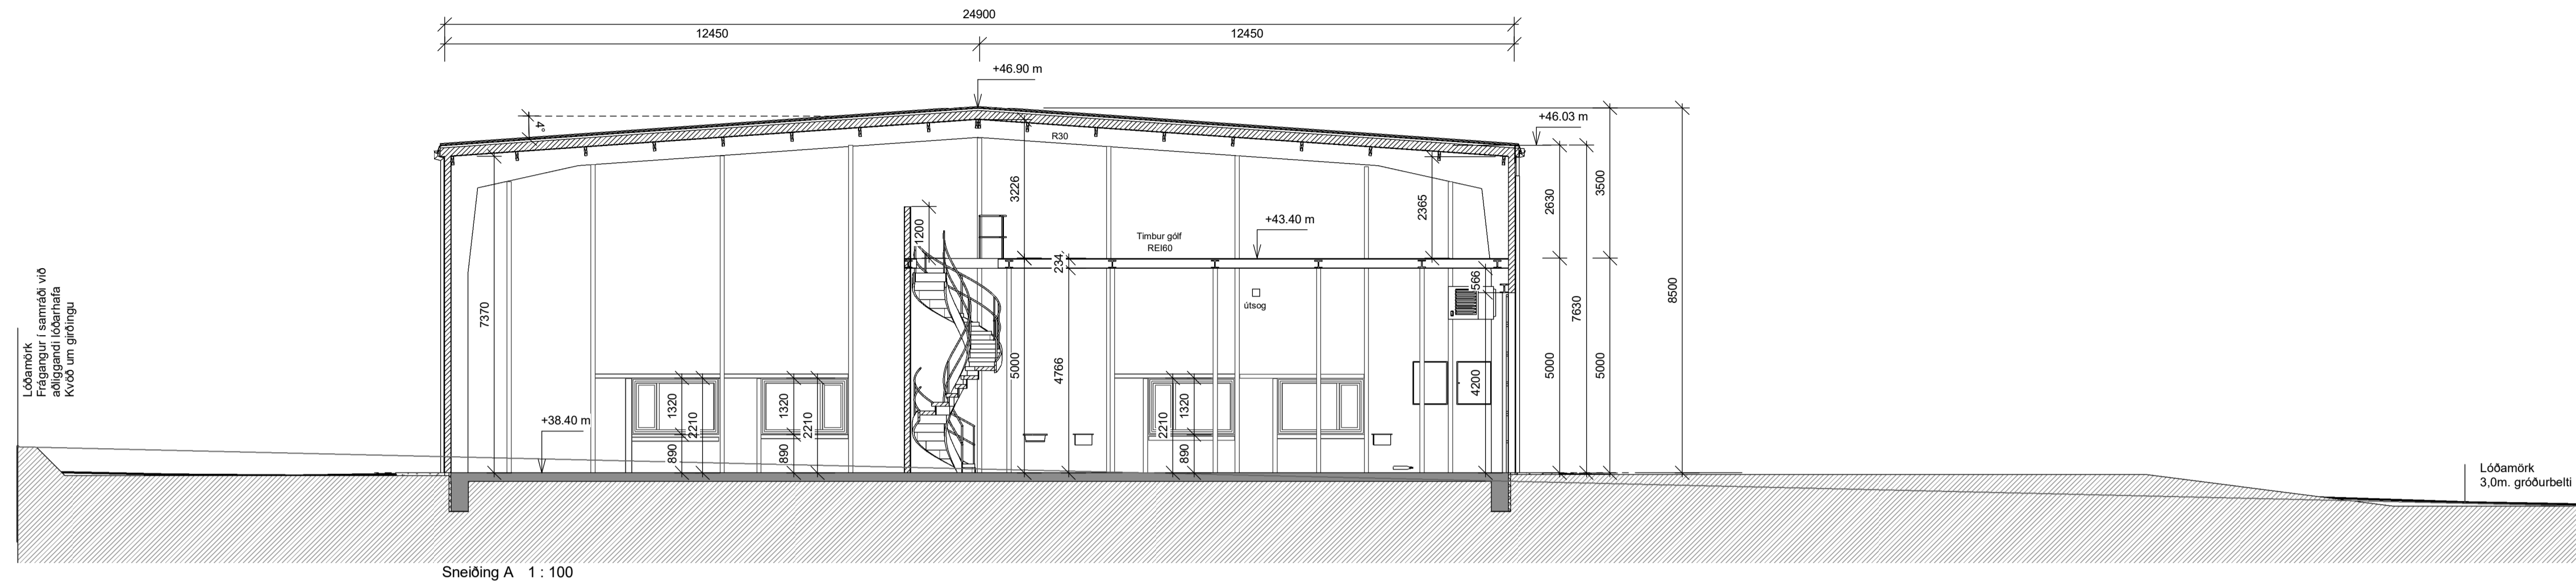 24900
12450
12450
+46.90 m
+46.03 m
4°
R30
3226
2365
2630
3500
1200
+43.40 m
Timbur gólf
REI60
234
566
7630
8500
útsog
7370
5000
4766
4200
5000
5000
Lóðamörk
Frágangur í samráði við
aðliggjandi lóðarhafa
Kvöð um girðingu
1320
2210
1320
2210
2210
1320
+38.40 m
890
890
890
Lóðamörk
3,0m. gróðurbelti
Sneiðing A 1 : 100